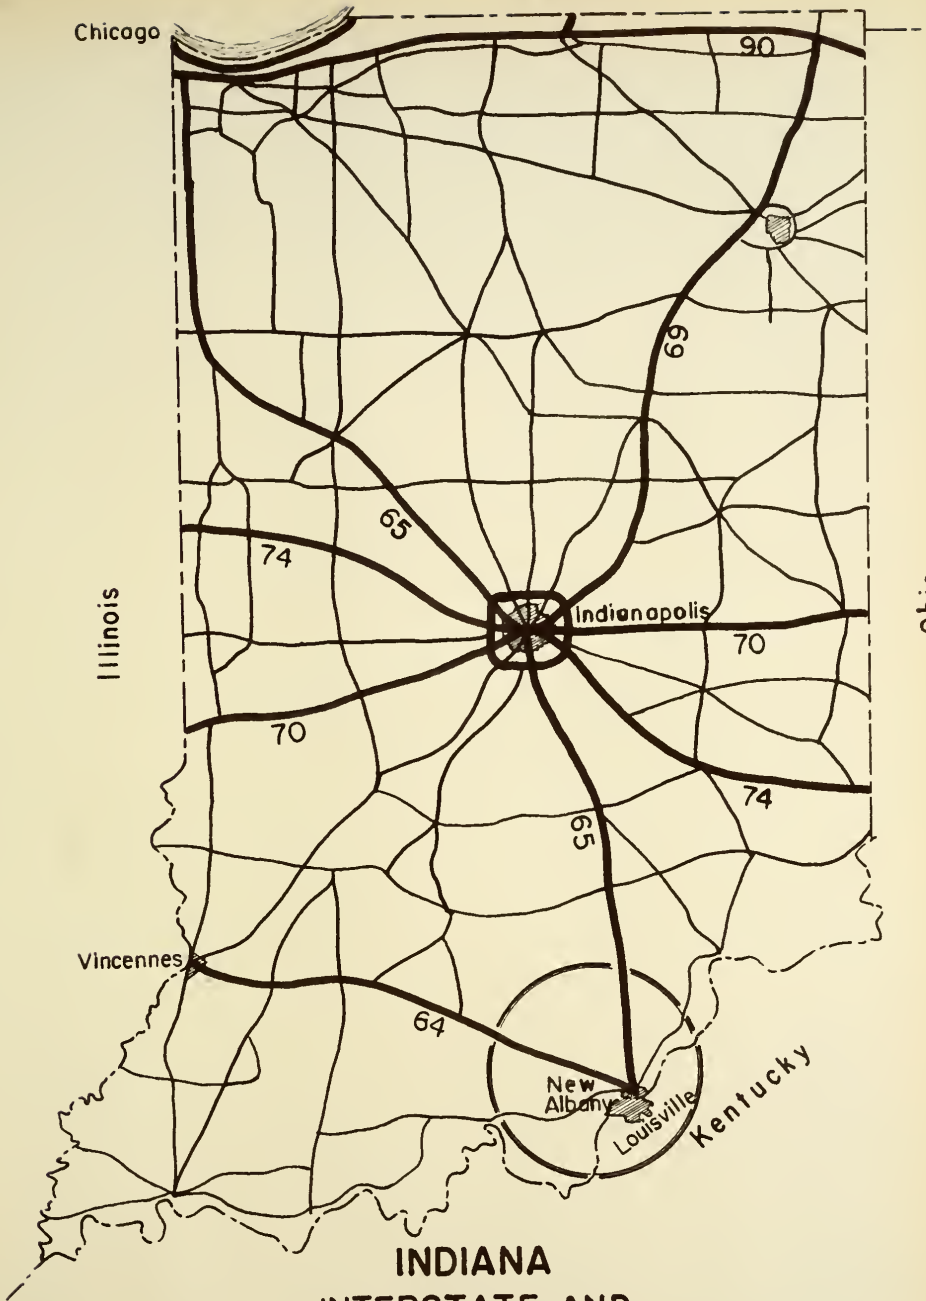 Chicago
90
69
65
74
Illinois
Indianapolis
70
70
74
65
Vincennes
64
New
Albany
Louisville
Kentucky
INDIANA
INTERSTATE AND